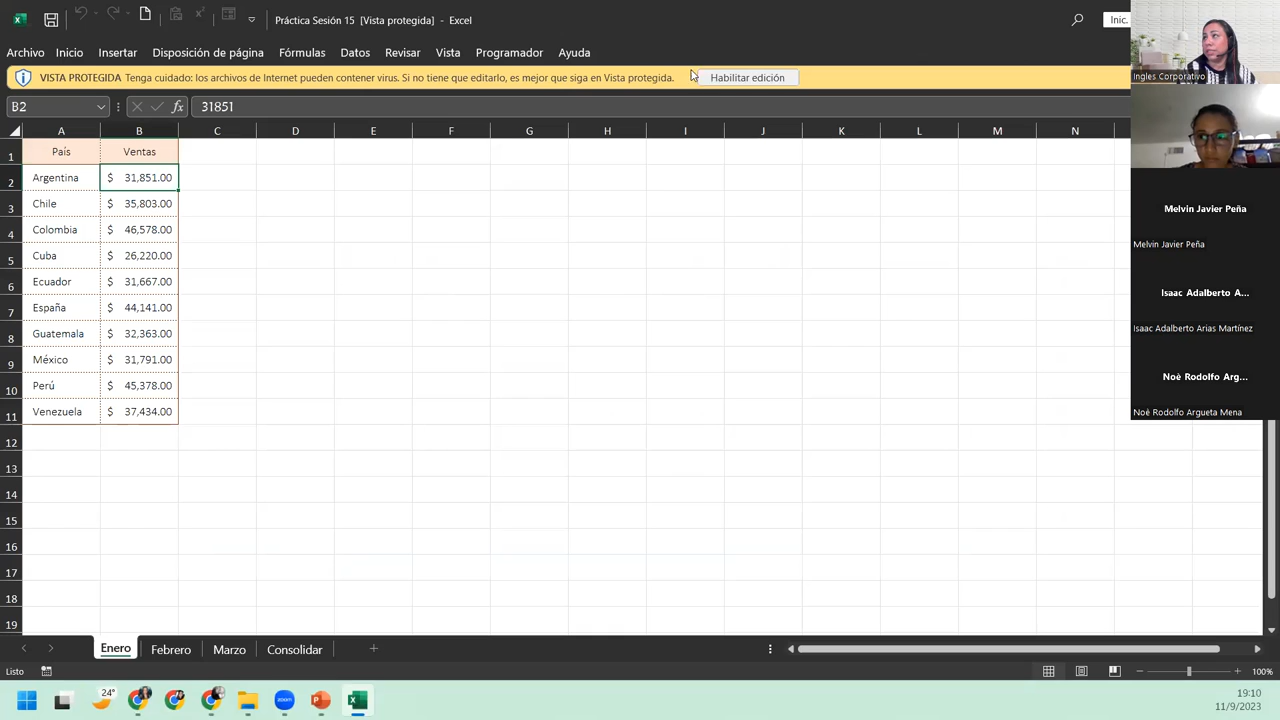 Práctica Sesión 15 [Vista protegida] - Excel
Inic.
Archivo Inicio Insertar Disposición de página Fórmulas Datos Revisar Vista Programador Ayuda
VISTA PROTEGIDA Tenga cuidado: los archivos de Internet pueden contener virus. Si no tiene que editarlo, es mejor que siga en Vista protegida. Habilitar edición
B2 fx 31851
A B C D E F G H I J K L M N
1 País Ventas
2 Argentina $ 31,851.00
3 Chile $ 35,803.00
4 Colombia $ 46,578.00
5 Cuba $ 26,220.00
6 Ecuador $ 31,667.00
7 España $ 44,141.00
8 Guatemala $ 32,363.00
9 México $ 31,791.00
10 Perú $ 45,378.00
11 Venezuela $ 37,434.00
12
13
14
15
16
17
18
19
Ingles Corporativo
Melvin Javier Peña
Melvin Javier Peña
Isaac Adalberto A...
Isaac Adalberto Arias Martínez
Noè Rodolfo Arg...
Noè Rodolfo Argueta Mena
Enero Febrero Marzo Consolidar
Listo
100%
24°
zoom
19:10
11/9/2023